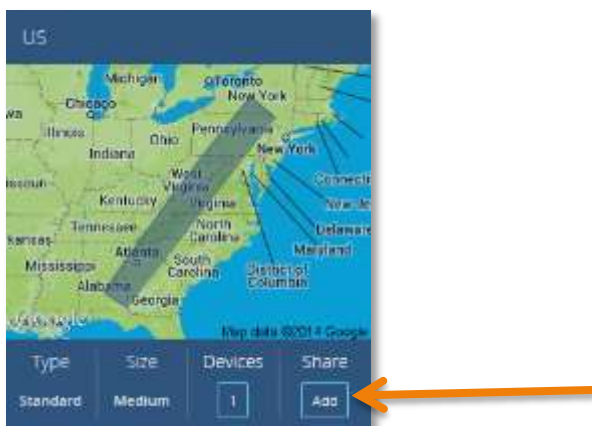 US
Michigan
Toronto
New York
Chicago
Illinois
Ohio
Pennsylvania
Indiana
New York
West
Virginia
Connecti
Kentucky
Virginia
Tennessee
North
Carolina
Delaware
Maryland
kansas
Atlanta
Mississippi
South
Carolina
District of
Columbia
Alabama
Georgia
Map data ©2014 Google
Type Size Devices Share
Standard Medium 1 Add